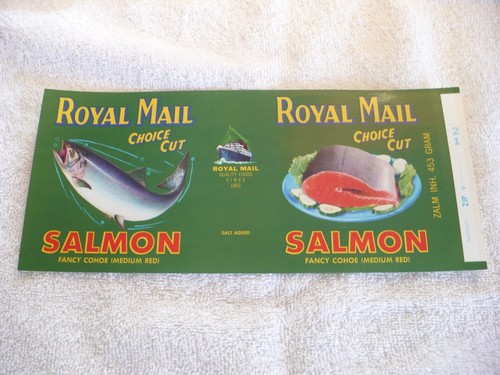 ROYAL MAIL
CHOICE
CUT
SALMON
FANCY COHOE (MEDIUM RED)
ROYAL MAIL
QUALITY FOODS
SINCE
SALT ADDED
ROYAL MAIL
CHOICE
CUT
SALMON
FANCY COHOE (MEDIUM RED)
ZALM INH. 453 GRAM